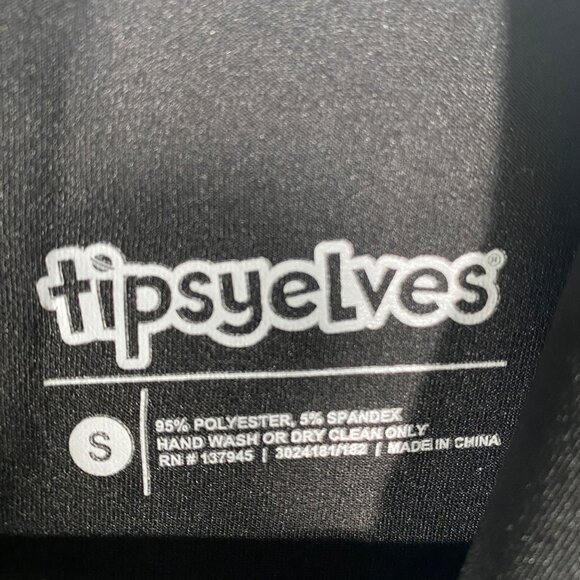 tipsyeLves®
S
95% POLYESTER, 5% SPANDEX
HAND WASH OR DRY CLEAN ONLY
RN # 137945 | 3024181/182 | MADE IN CHINA